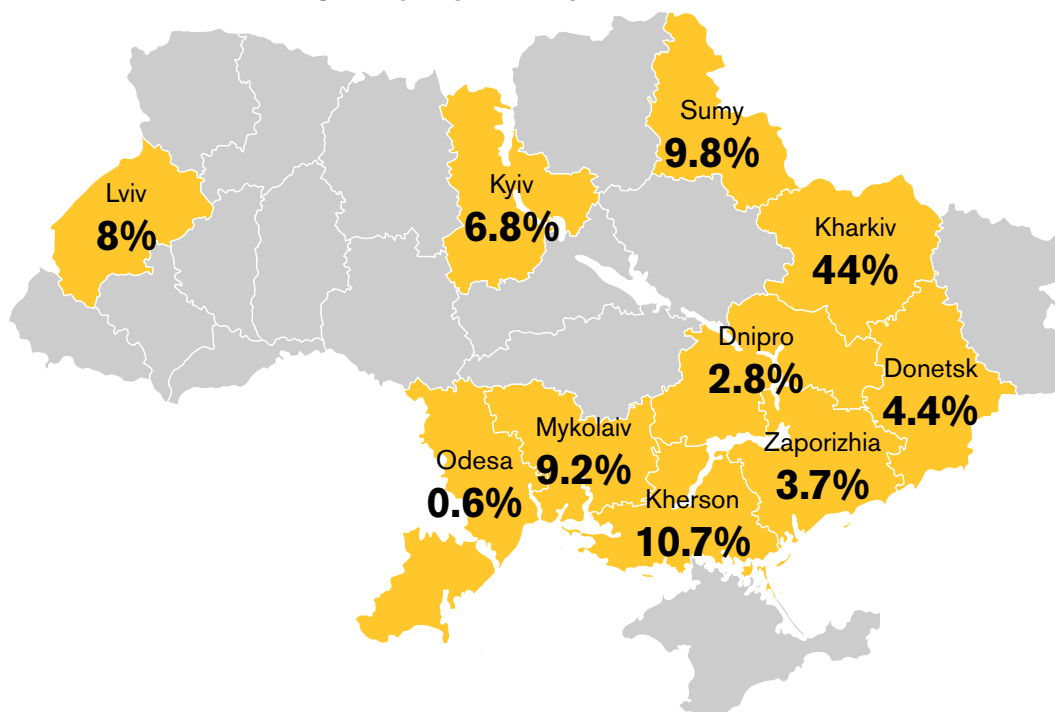 Sumy
9.8%
Lviv
8%
Kyiv
6.8%
Kharkiv
44%
Dnipro
2.8%
Donetsk
4.4%
Mykolaiv
9.2%
Zaporizhia
3.7%
Odesa
0.6%
Kherson
10.7%